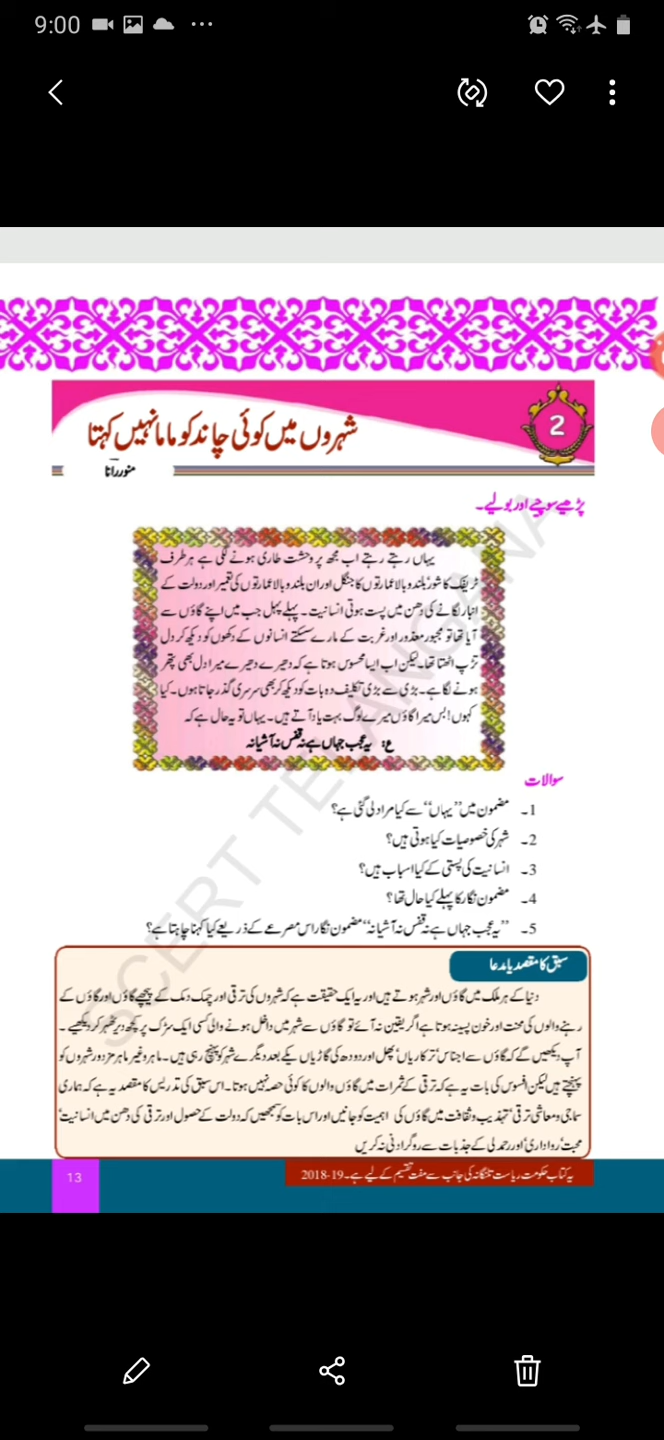 9:00
2
شہروں میں کوئی چاند کو ماما نہیں کہتا
منور رانا
پڑھیے سوچیے اور بولیے۔
یہاں رہتے رہتے اب مجھ پر وحشت طاری ہونے لگی ہے ہر طرف
ٹریفک کا شور، بلند و بالا عمارتوں کا جنگل اور ان بلند و بالا عمارتوں کی تعمیر اور دولت کے
انبار لگانے کی دھن میں پست ہوتی انسانیت۔ پہلے پہل جب میں اپنے گاؤں سے
آیا تھا تو مجبور معذور اور غربت کے مارے سسکتے انسانوں کے دکھوں کو دیکھ کر دل
تڑپ اٹھتا تھا۔ لیکن اب ایسا محسوس ہوتا ہے کہ دھیرے دھیرے میرا دل بھی پتھر
ہونے لگا ہے۔ بڑی سے بڑی تکلیف دہ بات کو دیکھ کر بھی سرسری گذر جاتا ہوں۔ کیا
کہوں! بس میرا گاؤں میرے لوگ بہت یاد آتے ہیں۔ یہاں تو یہ حال ہے کہ
ع: یہ عجب جہاں ہے نہ قفس نہ آشیانہ
سوالات
1۔ مضمون میں "یہاں" سے کیا مراد لی گئی ہے؟
2۔ شہر کی خصوصیات کیا ہوتی ہیں؟
3۔ انسانیت کی پستی کے کیا اسباب ہیں؟
4۔ مضمون نگار کا پہلے کیا حال تھا؟
5۔ "یہ عجب جہاں ہے نہ قفس نہ آشیانہ" مضمون نگار اس مصرعے کے ذریعے کیا کہنا چاہتا ہے؟
سبق کا مقصد یا مدعا
دنیا کے ہر ملک میں گاؤں اور شہر ہوتے ہیں اور یہ ایک حقیقت ہے کہ شہروں کی ترقی اور چمک دمک کے پیچھے گاؤں اور گاؤں کے
رہنے والوں کی محنت اور خون پسینہ ہوتا ہے اگر یقین نہ آئے تو گاؤں سے شہر میں داخل ہونے والی کسی ایک سڑک پر کچھ دیر ٹھہر کر دیکھیے۔
آپ دیکھیں گے کہ گاؤں سے اجناس، ترکاریاں، پھل اور دودھ کی گاڑیاں یکے بعد دیگرے شہر کو پہنچ رہی ہیں۔ ماہر و غیر ماہر مزدور شہروں کو
پہنچتے ہیں لیکن افسوس کی بات یہ ہے کہ ترقی کے ثمرات میں گاؤں والوں کا کوئی حصہ نہیں ہوتا۔ اس سبق کی تدریس کا مقصد یہ ہے کہ ہماری
سماجی و معاشی ترقی، تہذیب و ثقافت میں گاؤں کی اہمیت کو جانیں اور اس بات کو سمجھیں کہ دولت کے حصول اور ترقی کی دھن میں انسانیت،
محبت، رواداری، اور رحمدلی کے جذبات سے روگردانی نہ کریں
SCERT TELANGANA
13
یہ کتاب حکومت ریاست تلنگانہ کی جانب سے مفت تقسیم کے لیے ہے۔ 2018-19